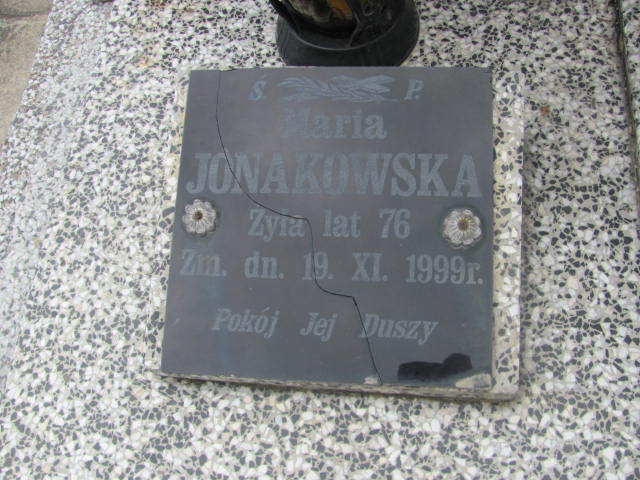 Ś. P.
Maria
JONAKOWSKA
Żyła lat 76
Zm. dn. 19. XI. 1999r.
Pokój Jej Duszy